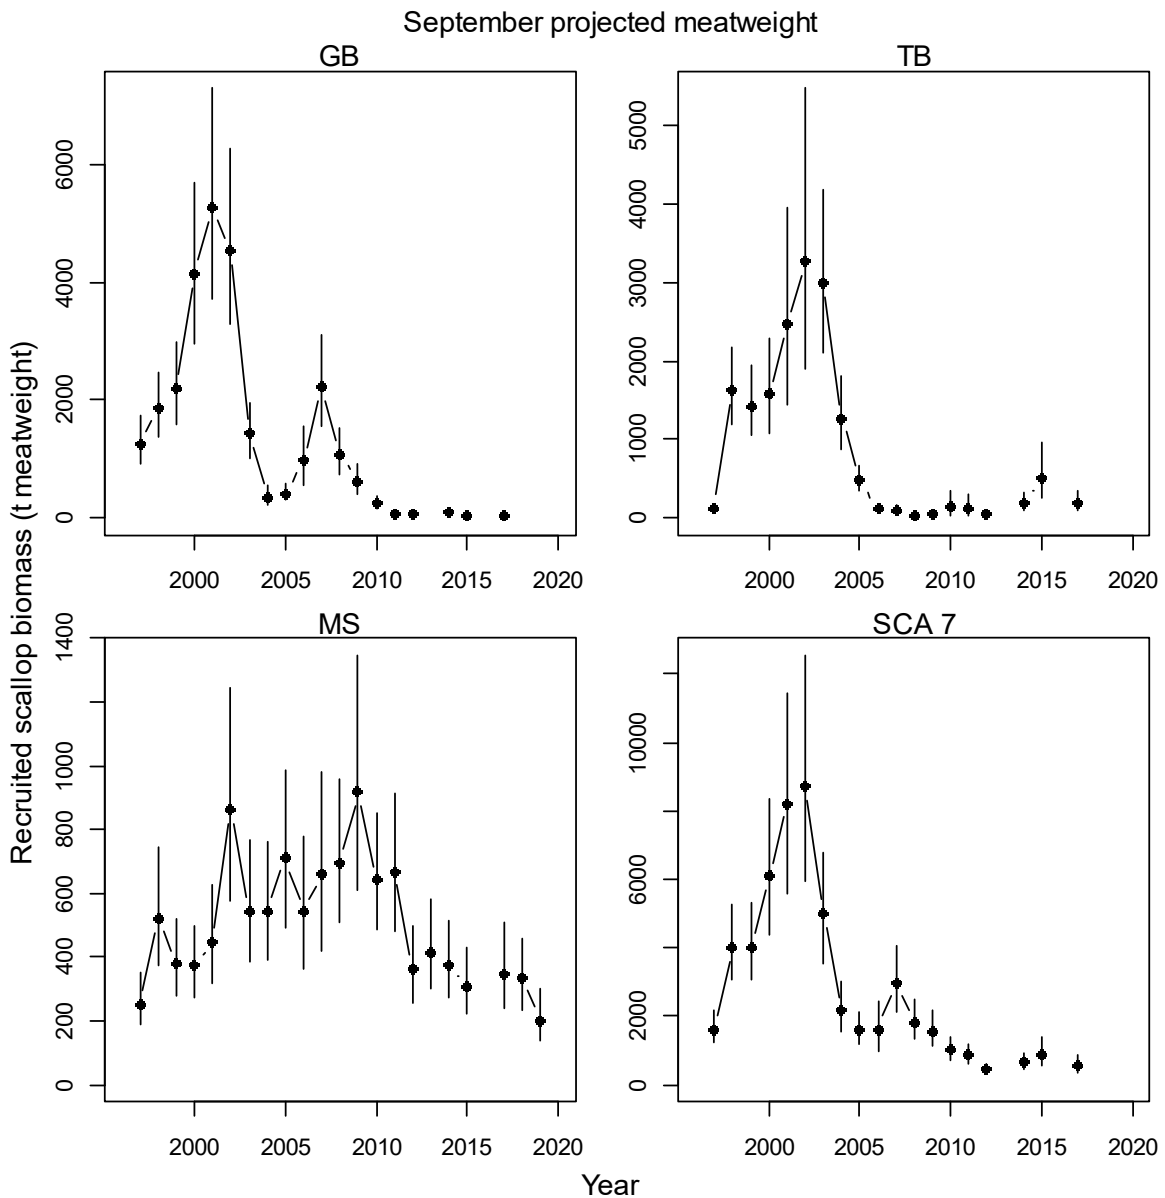 September projected meatweight
GB
TB
6000
4000
2000
0
2000 2005 2010 2015 2020
5000
4000
3000
2000
1000
0
2000 2005 2010 2015 2020
Recruited scallop biomass (t meatweight)
MS
SCA 7
1400
1000
800
600
400
200
0
2000 2005 2010 2015 2020
10000
6000
2000
0
2000 2005 2010 2015 2020
Year